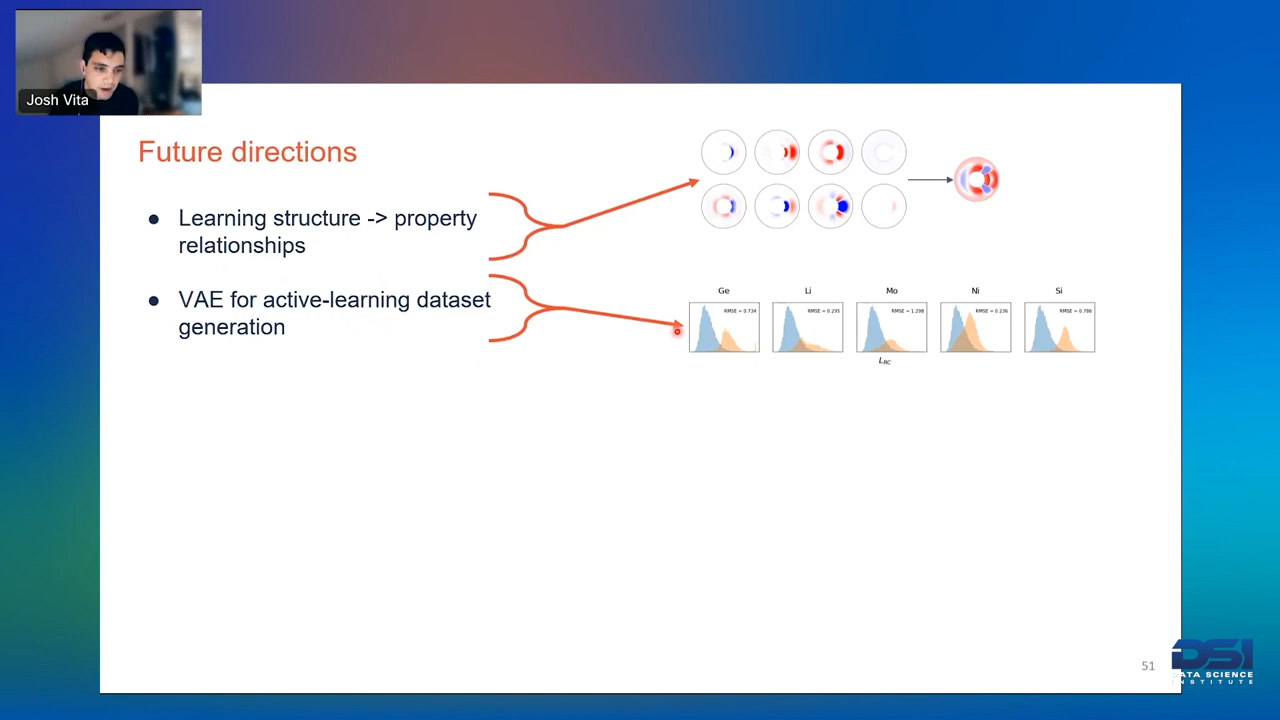 Josh Vita
Future directions
● Learning structure -> property
relationships
● VAE for active-learning dataset
generation
Ge Li Mo Ni Si
RMSE = 0.734 RMSE = 0.295 RMSE = 1.298 RMSE = 0.236 RMSE = 0.786
L_RC
51
DSI
DATA SCIENCE
INSTITUTE